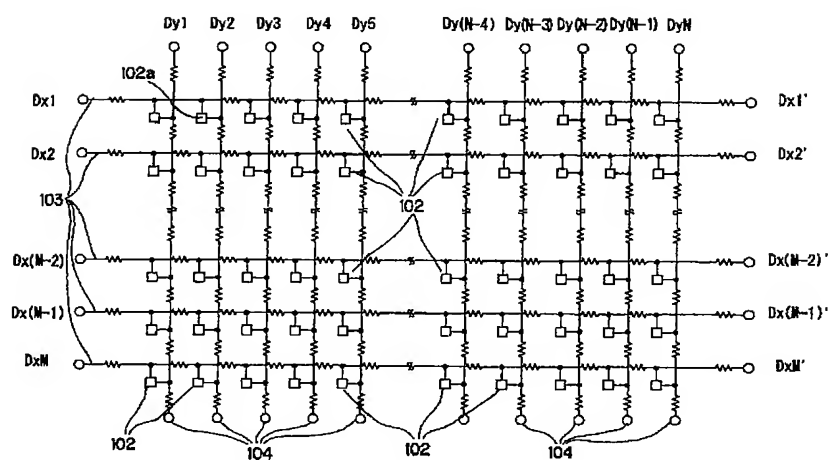 Dy1 Dy2 Dy3 Dy4 Dy5 Dy(N-4) Dy(N-3) Dy(N-2) Dy(N-1) DyN
102a
Dx1 Dx1'
Dx2 Dx2'
103 102
Dx(M-2) Dx(M-2)'
Dx(M-1) Dx(M-1)'
DxM DxM'
102 104 102 104